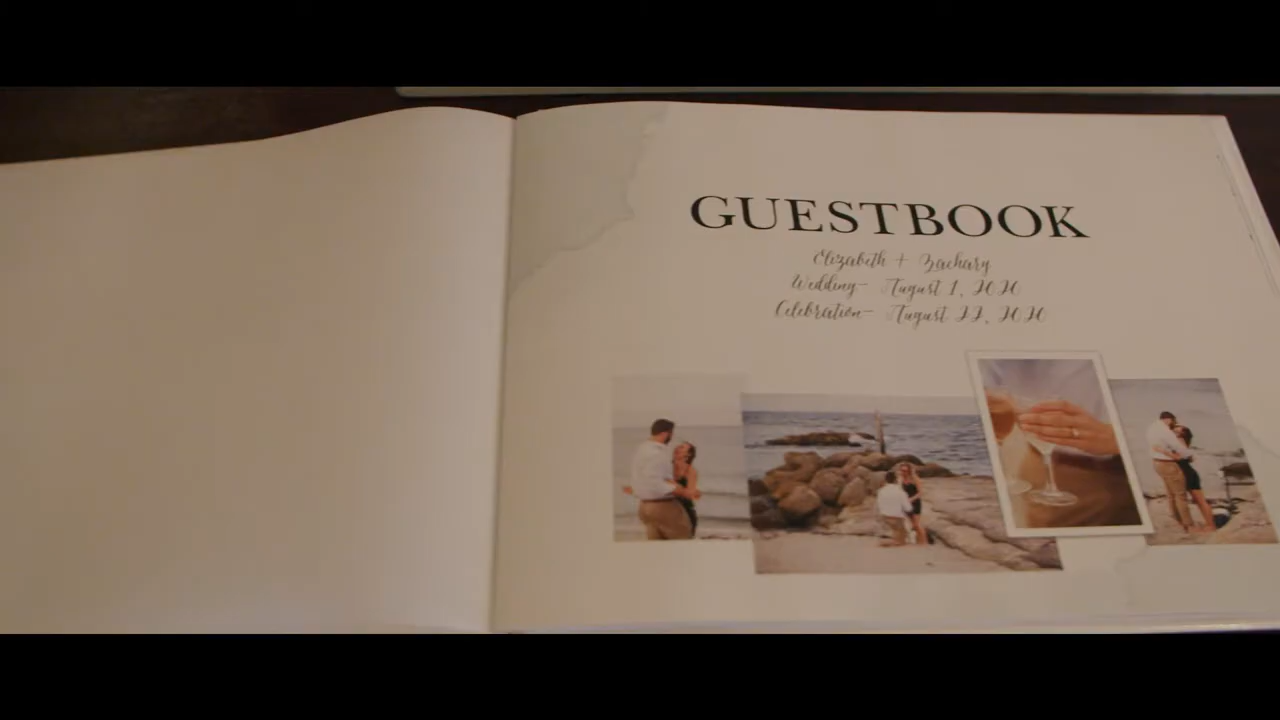 GUESTBOOK
Elizabeth + Zachary
Wedding- August 1, 2020
Celebration- August 22, 2020